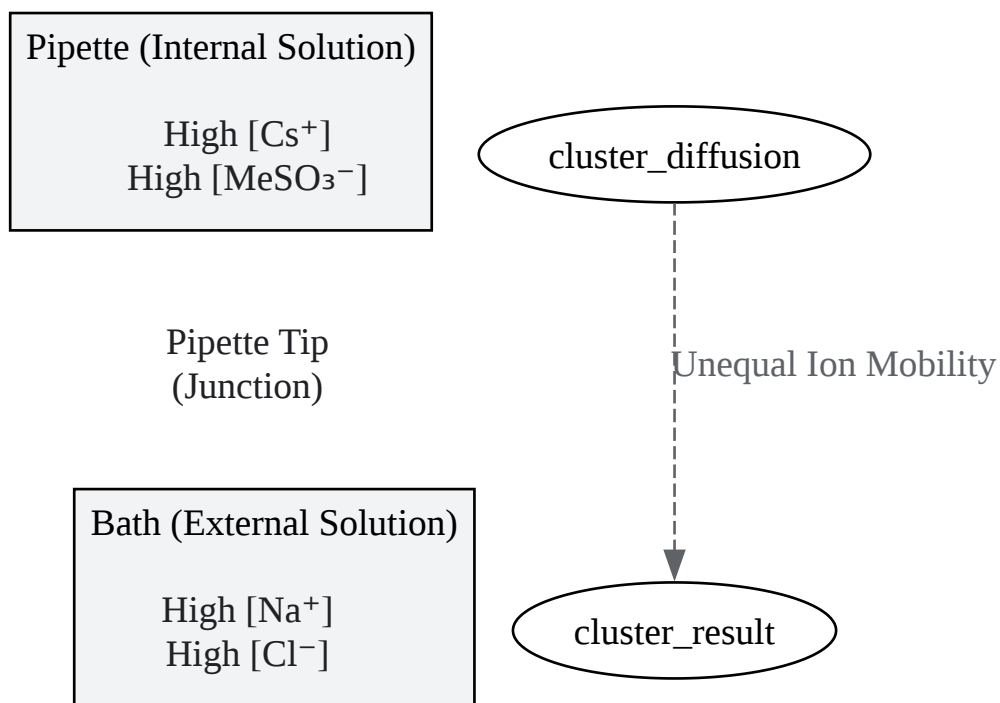 Pipette (Internal Solution)
High [Cs⁺]
High [MeSO₃⁻]
cluster_diffusion
Pipette Tip
(Junction)
Unequal Ion Mobility
Bath (External Solution)
High [Na⁺]
High [Cl⁻]
cluster_result